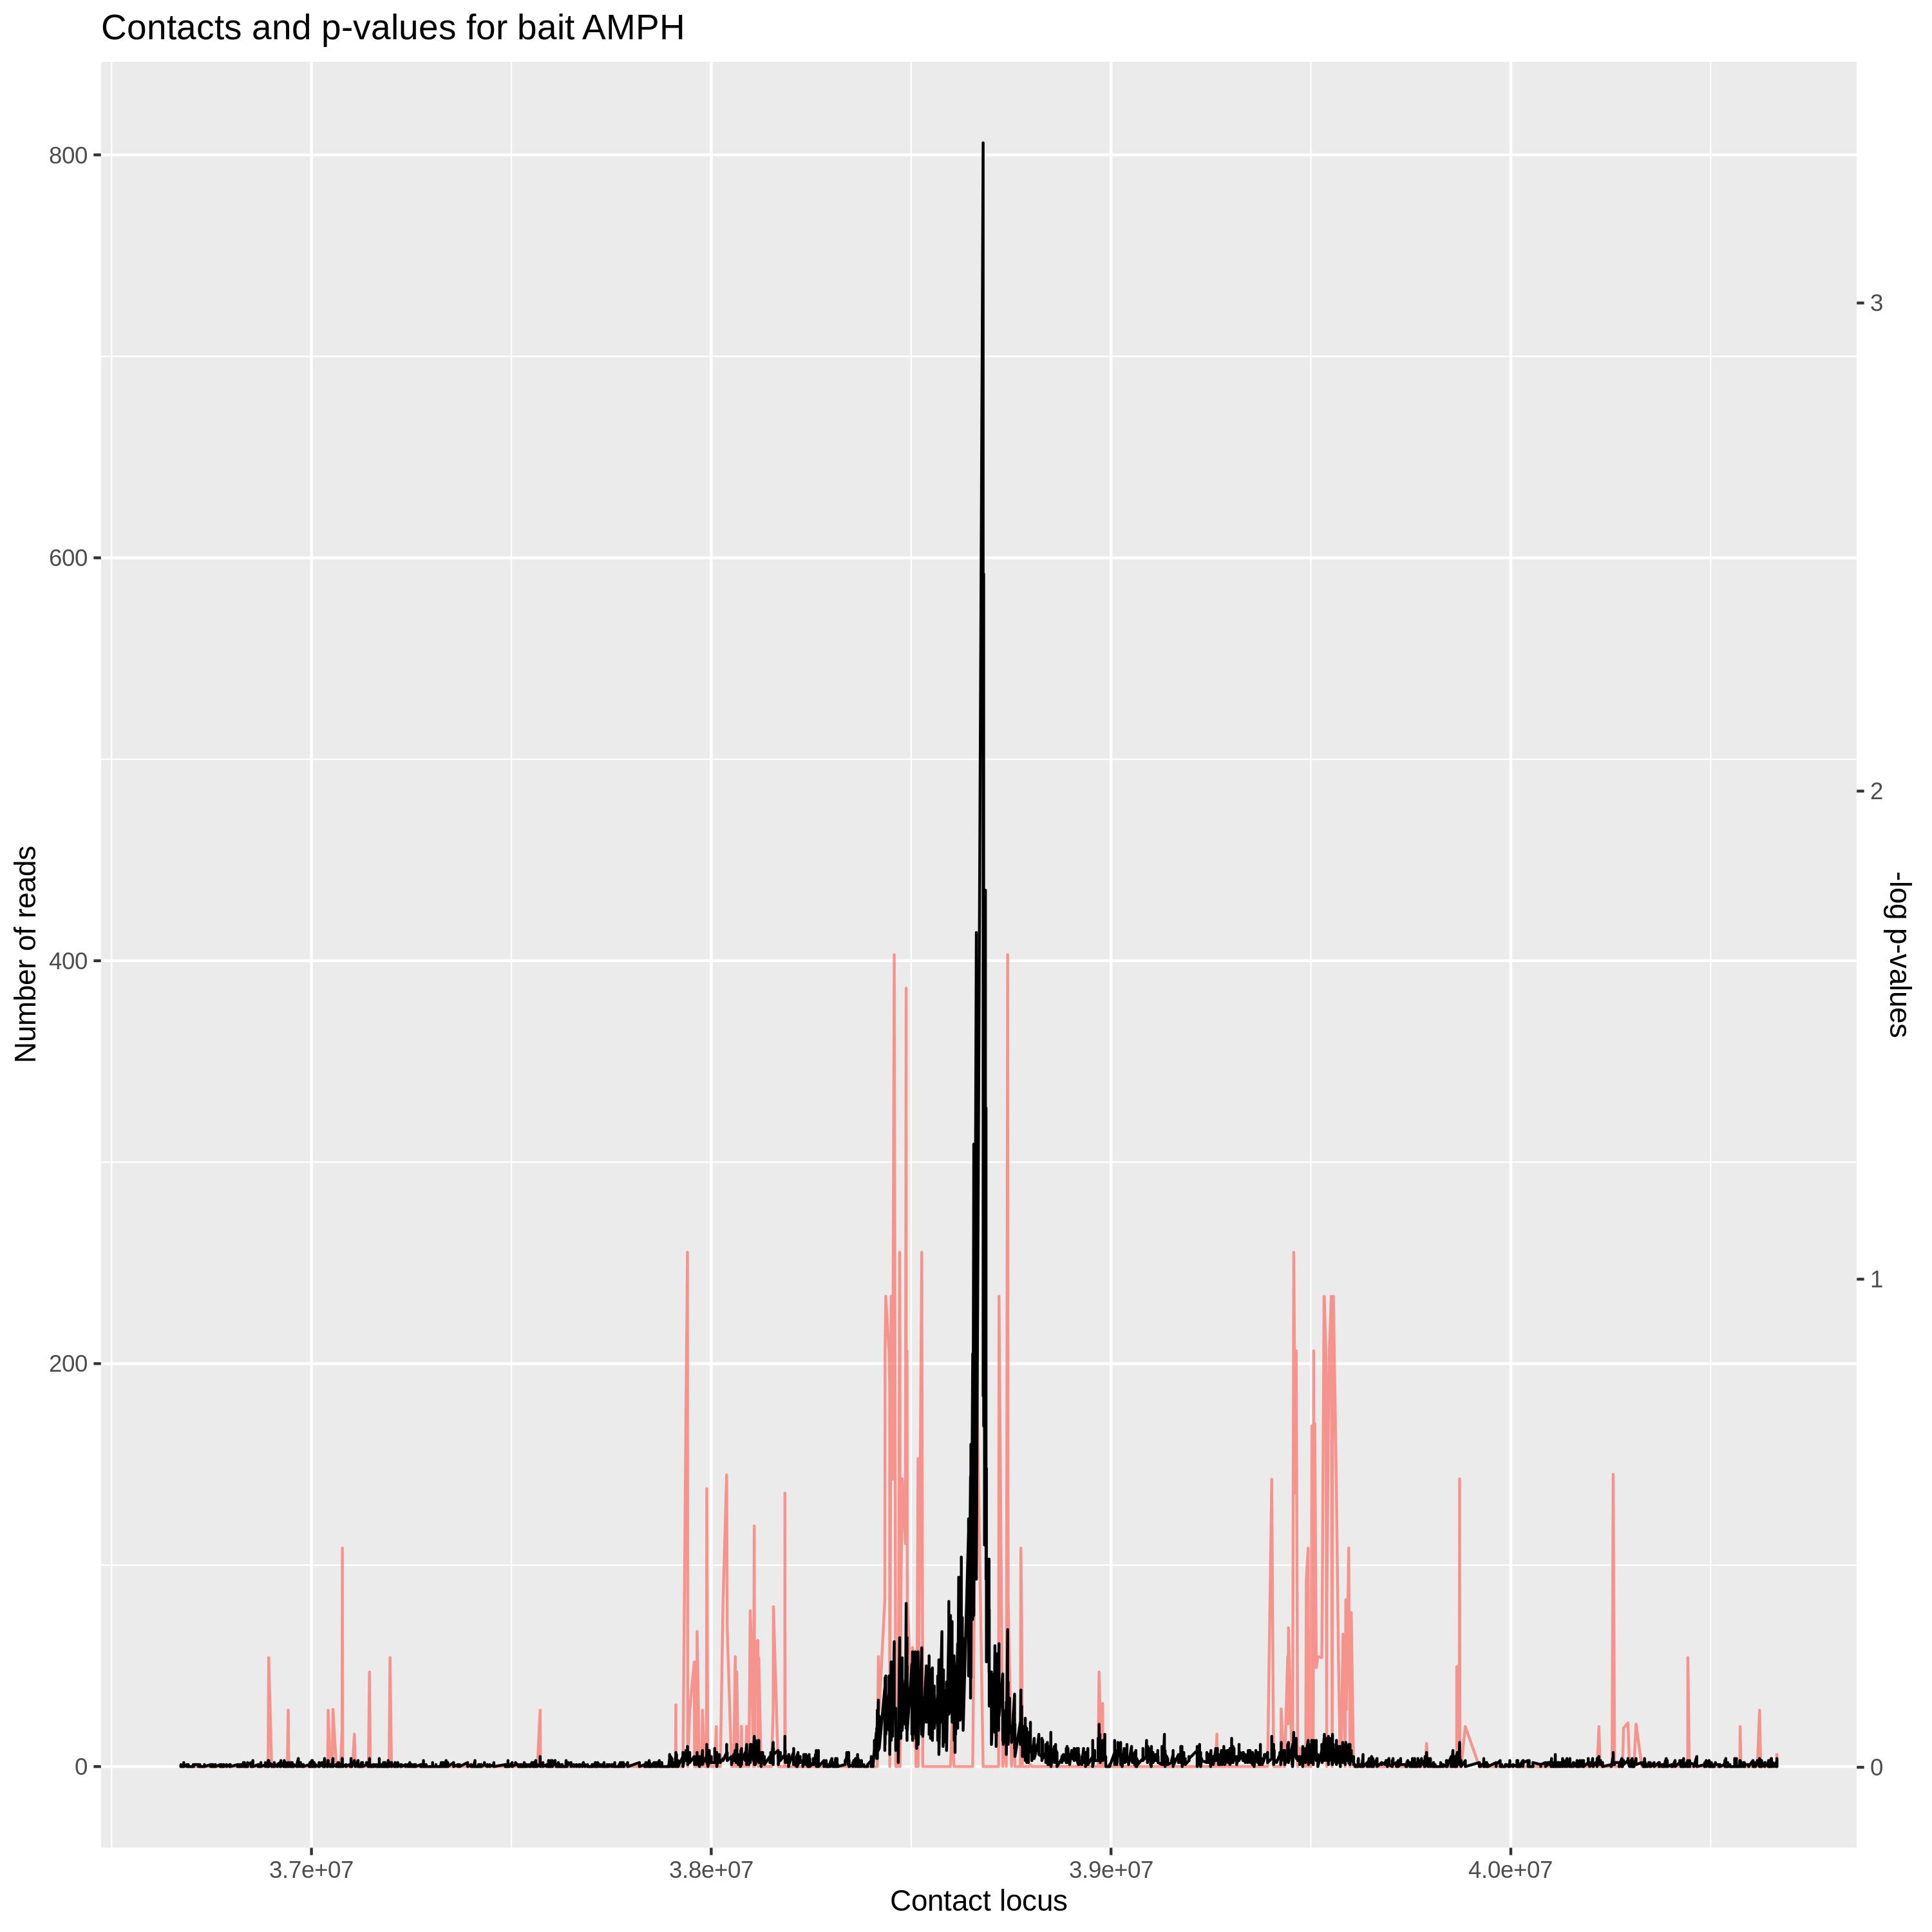 Contacts and p-values for bait AMPH
800
600
400
200
0
Number of reads
3
2
1
0
-log p-values
3.7e+07
3.8e+07
3.9e+07
4.0e+07
Contact locus